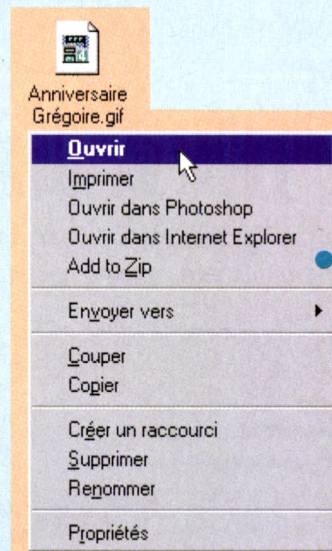 Anniversaire
Grégoire.gif
Ouvrir
Imprimer
Ouvrir dans Photoshop
Ouvrir dans Internet Explorer
Add to Zip
Envoyer vers
Couper
Copier
Créer un raccourci
Supprimer
Renommer
Propriétés